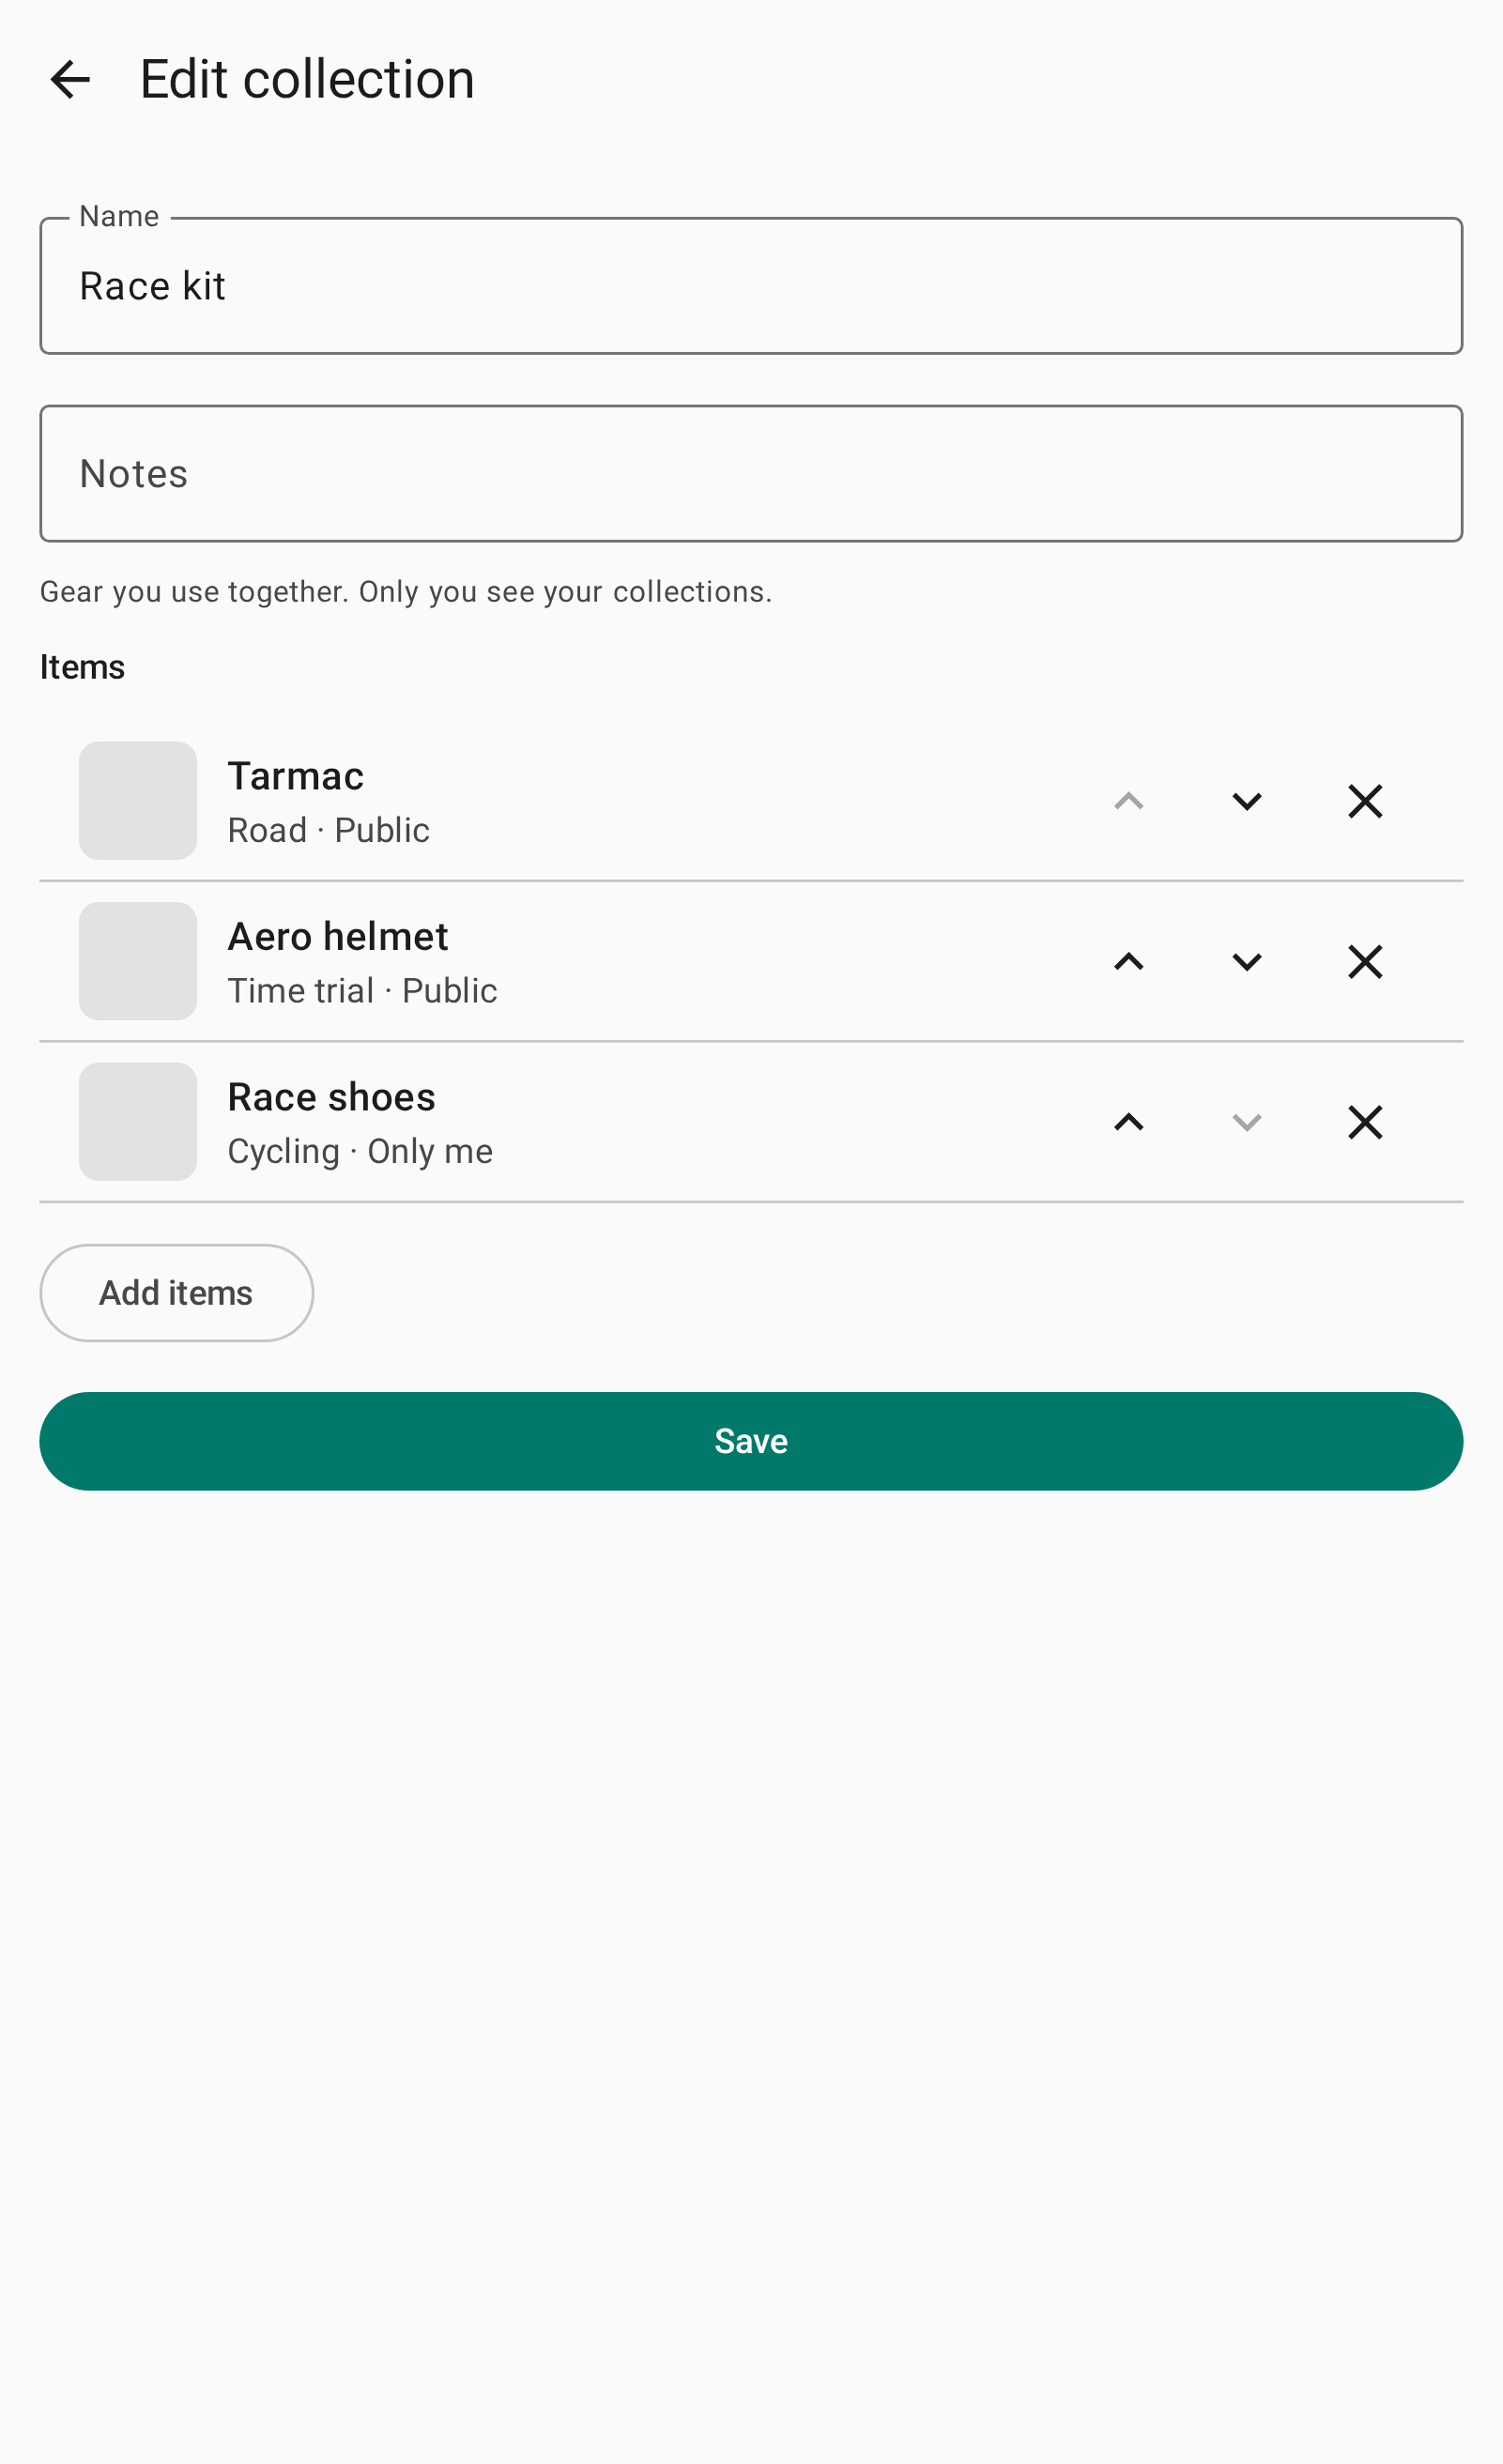 Edit collection
Name
Race kit
Notes
Gear you use together. Only you see your collections.
Items
Tarmac
Road · Public
Aero helmet
Time trial · Public
Race shoes
Cycling · Only me
Add items
Save